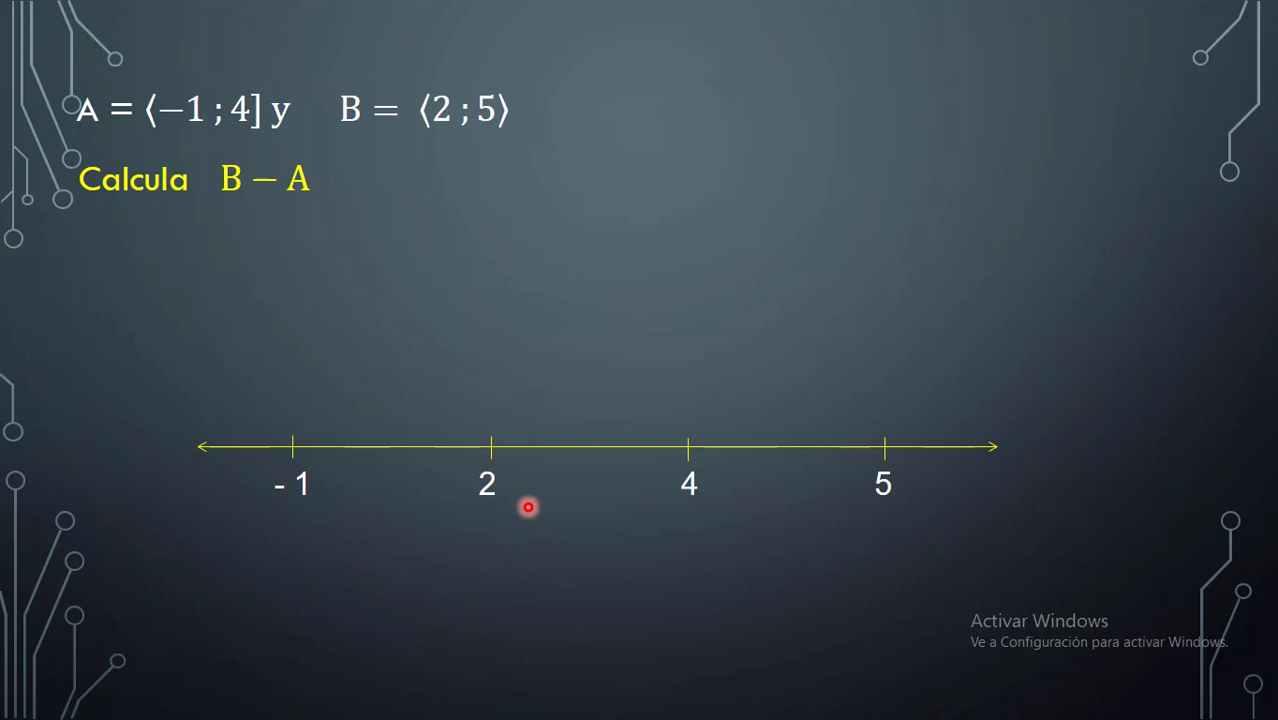 A = ⟨−1 ; 4] y B = ⟨2 ; 5⟩
Calcula B − A
- 1 2 4 5
Activar Windows
Ve a Configuración para activar Windows.